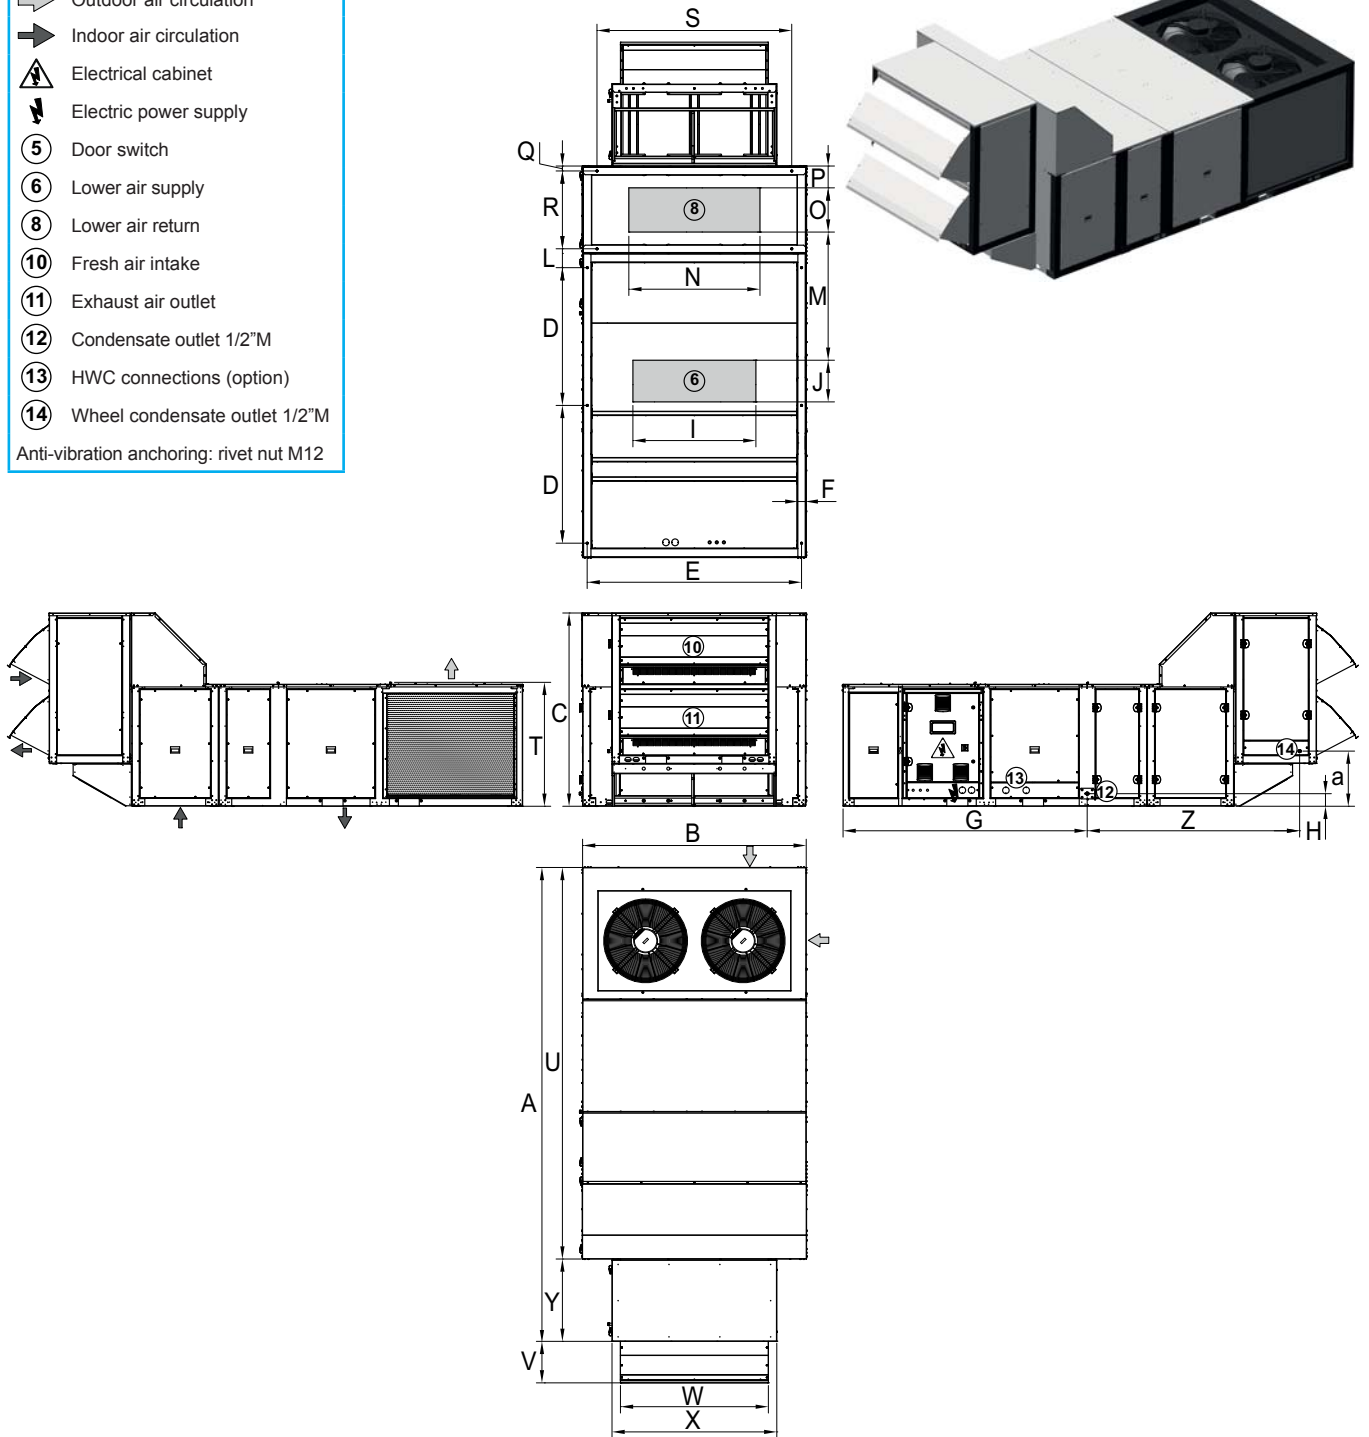 Outdoor air circulation
Indoor air circulation
Electrical cabinet
Electric power supply
5 Door switch
6 Lower air supply
8 Lower air return
10 Fresh air intake
11 Exhaust air outlet
12 Condensate outlet 1/2”M
13 HWC connections (option)
14 Wheel condensate outlet 1/2”M
Anti-vibration anchoring: rivet nut M12
S
Q
P
R
8
O
L
N
M
D
6
J
I
D
F
E
10
11
C
T
14
13
12
a
G
Z
H
B
U
A
Y
V
W
X